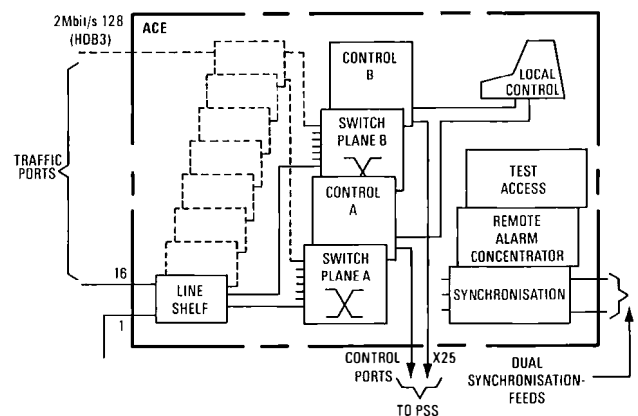 2Mbit/s 128
(HDB3)
ACE
CONTROL
B
LOCAL
CONTROL
SWITCH
PLANE B
TRAFFIC
PORTS
CONTROL
A
TEST
ACCESS
REMOTE
ALARM
CONCENTRATOR
SWITCH
PLANE A
16
LINE
SHELF
SYNCHRONISATION
1
CONTROL
PORTS
X25
DUAL
SYNCHRONISATION-
FEEDS
TO PSS